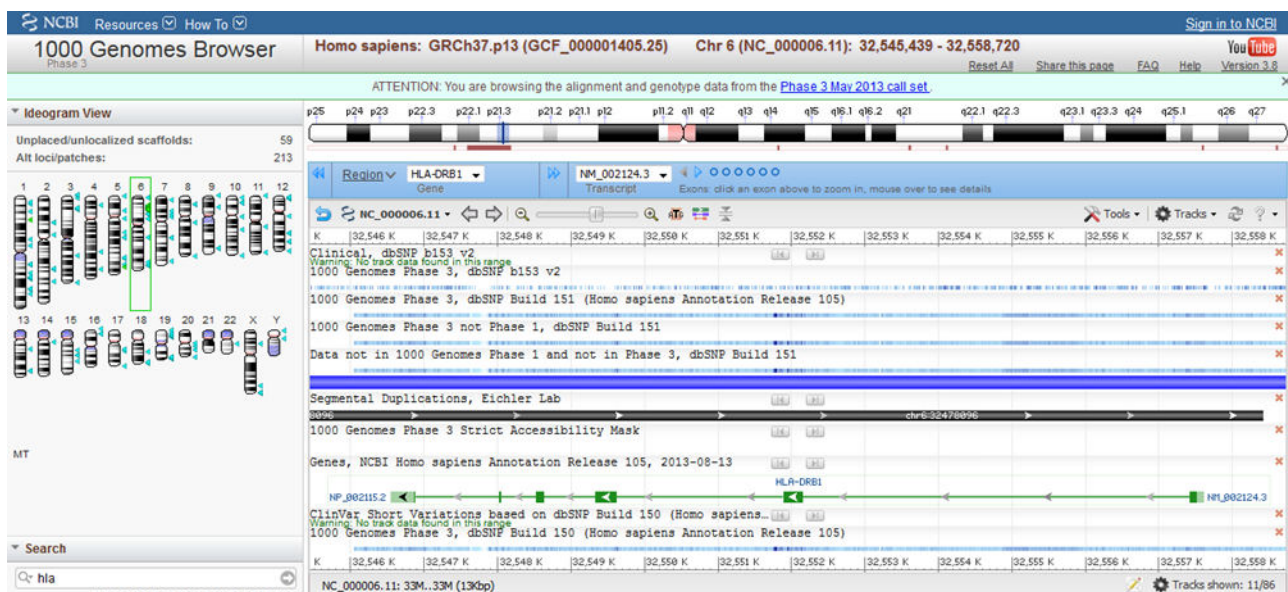 NCBI Resources How To Sign in to NCBI
1000 Genomes Browser
Phase 3
Homo sapiens: GRCh37.p13 (GCF_000001405.25) Chr 6 (NC_000006.11): 32,545,439 - 32,558,720
YouTube
Reset All Share this page FAQ Help Version 3.8
ATTENTION: You are browsing the alignment and genotype data from the Phase 3 May 2013 call set.
Ideogram View
Unplaced/unlocalized scaffolds: 59
Alt loci/patches: 213
1 2 3 4 5 6 7 8 9 10 11 12
13 14 15 16 17 18 19 20 21 22 X Y
MT
Search
hla
p25 p24 p23 p22.3 p22.1 p21.3 p21.2 p21.1 p12 p11.2 q11 q12 q13 q14 q15 q16.1 q16.2 q21 q22.1 q22.3 q23.1 q23.3 q24 q25.1 q26 q27
Region HLA-DRB1 NM_002124.3
Gene Transcript Exons: click an exon above to zoom in, mouse over to see details
NC_000006.11 Tools Tracks ?
K 32,546 K 32,547 K 32,548 K 32,549 K 32,550 K 32,551 K 32,552 K 32,553 K 32,554 K 32,555 K 32,556 K 32,557 K 32,558 K
Clinical, dbSNP b153 v2
Warning: No track data found in this range
1000 Genomes Phase 3, dbSNP b153 v2
1000 Genomes Phase 3, dbSNP Build 151 (Homo sapiens Annotation Release 105)
1000 Genomes Phase 3 not Phase 1, dbSNP Build 151
Data not in 1000 Genomes Phase 1 and not in Phase 3, dbSNP Build 151
Segmental Duplications, Eichler Lab
8096 chr6:32478096
1000 Genomes Phase 3 Strict Accessibility Mask
Genes, NCBI Homo sapiens Annotation Release 105, 2013-08-13
HLA-DRB1
NP_002115.2 NM_002124.3
ClinVar Short Variations based on dbSNP Build 150 (Homo sapiens...
Warning: No track data found in this range
1000 Genomes Phase 3, dbSNP Build 150 (Homo sapiens Annotation Release 105)
K 32,546 K 32,547 K 32,548 K 32,549 K 32,550 K 32,551 K 32,552 K 32,553 K 32,554 K 32,555 K 32,556 K 32,557 K 32,558 K
NC_000006.11: 33M..33M (13Kbp) Tracks shown: 11/86